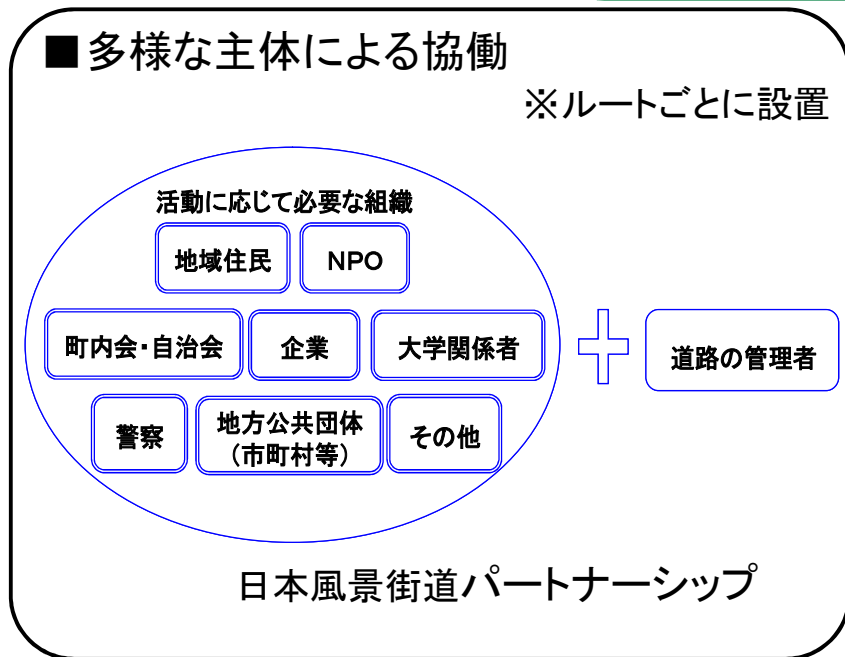 ■多様な主体による協働
※ルートごとに設置
活動に応じて必要な組織
地域住民
NPO
町内会・自治会
企業
大学関係者
道路の管理者
警察
地方公共団体
（市町村等）
その他
日本風景街道パートナーシップ